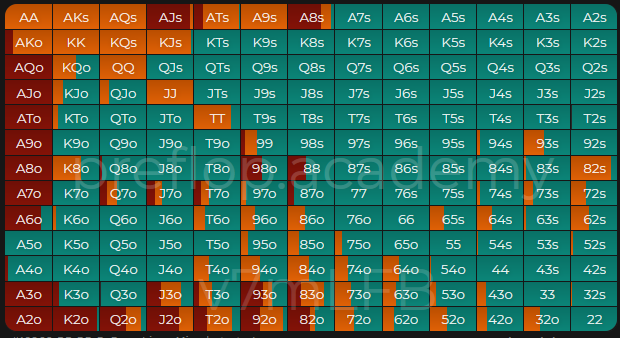 AA AKs AQs AJs ATs A9s A8s A7s A6s A5s A4s A3s A2s
AKo KK KQs KJs KTs K9s K8s K7s K6s K5s K4s K3s K2s
AQo KQo QQ QJs QTs Q9s Q8s Q7s Q6s Q5s Q4s Q3s Q2s
AJo KJo QJo JJ JTs J9s J8s J7s J6s J5s J4s J3s J2s
ATo KTo QTo JTo TT T9s T8s T7s T6s T5s T4s T3s T2s
A9o K9o Q9o J9o T9o 99 98s 97s 96s 95s 94s 93s 92s
A8o K8o Q8o J8o T8o 98o 88 87s 86s 85s 84s 83s 82s
preflop.academy
A7o K7o Q7o J7o T7o 97o 87o 77 76s 75s 74s 73s 72s
A6o K6o Q6o J6o T6o 96o 86o 76o 66 65s 64s 63s 62s
A5o K5o Q5o J5o T5o 95o 85o 75o 65o 55 54s 53s 52s
A4o K4o Q4o J4o T4o 94o 84o 74o 64o 54o 44 43s 42s
v7mLFB
A3o K3o Q3o J3o T3o 93o 83o 73o 63o 53o 43o 33 32s
A2o K2o Q2o J2o T2o 92o 82o 72o 62o 52o 42o 32o 22